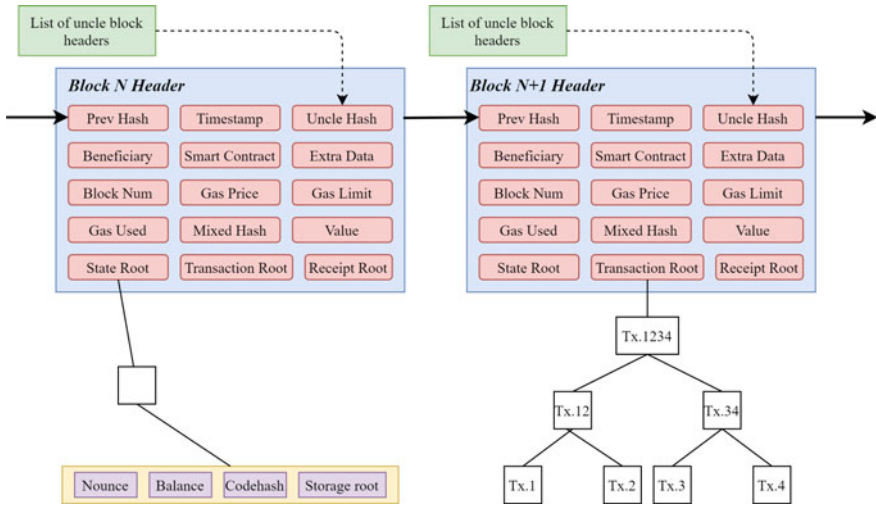 List of uncle block
headers
List of uncle block
headers
Block N Header
Prev Hash
Timestamp
Uncle Hash
Beneficiary
Smart Contract
Extra Data
Block Num
Gas Price
Gas Limit
Gas Used
Mixed Hash
Value
State Root
Transaction Root
Receipt Root
Block N+1 Header
Prev Hash
Timestamp
Uncle Hash
Beneficiary
Smart Contract
Extra Data
Block Num
Gas Price
Gas Limit
Gas Used
Mixed Hash
Value
State Root
Transaction Root
Receipt Root
Nounce
Balance
Codehash
Storage root
Tx.1234
Tx.12
Tx.34
Tx.1
Tx.2
Tx.3
Tx.4